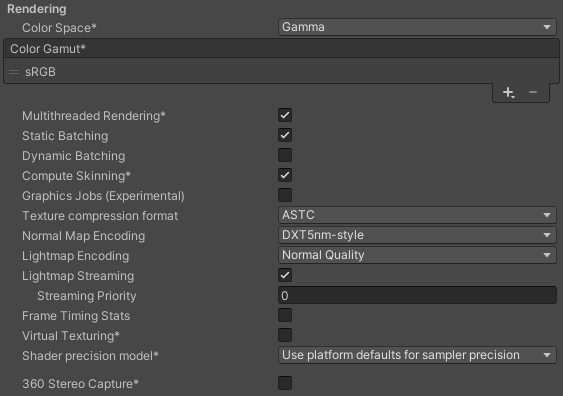 Rendering
Color Space* Gamma
Color Gamut*
sRGB
Multithreaded Rendering*
Static Batching
Dynamic Batching
Compute Skinning*
Graphics Jobs (Experimental)
Texture compression format ASTC
Normal Map Encoding DXT5nm-style
Lightmap Encoding Normal Quality
Lightmap Streaming
Streaming Priority 0
Frame Timing Stats
Virtual Texturing*
Shader precision model* Use platform defaults for sampler precision
360 Stereo Capture*